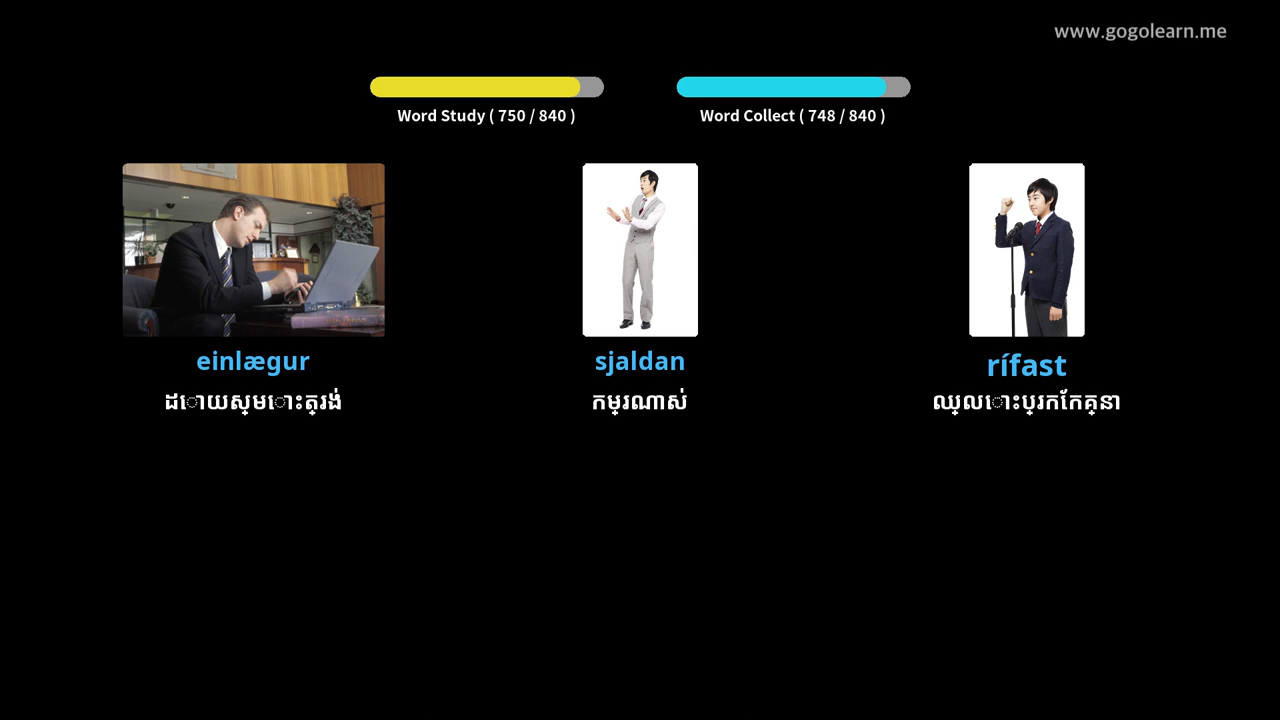 www.gogolearn.me
Word Study ( 750 / 840 )
Word Collect ( 748 / 840 )
einlægur
sjaldan
rífast
ដោយស្មោះត្រង់
កម្រណាស់
ឈ្លោះប្រកកែគ្នា